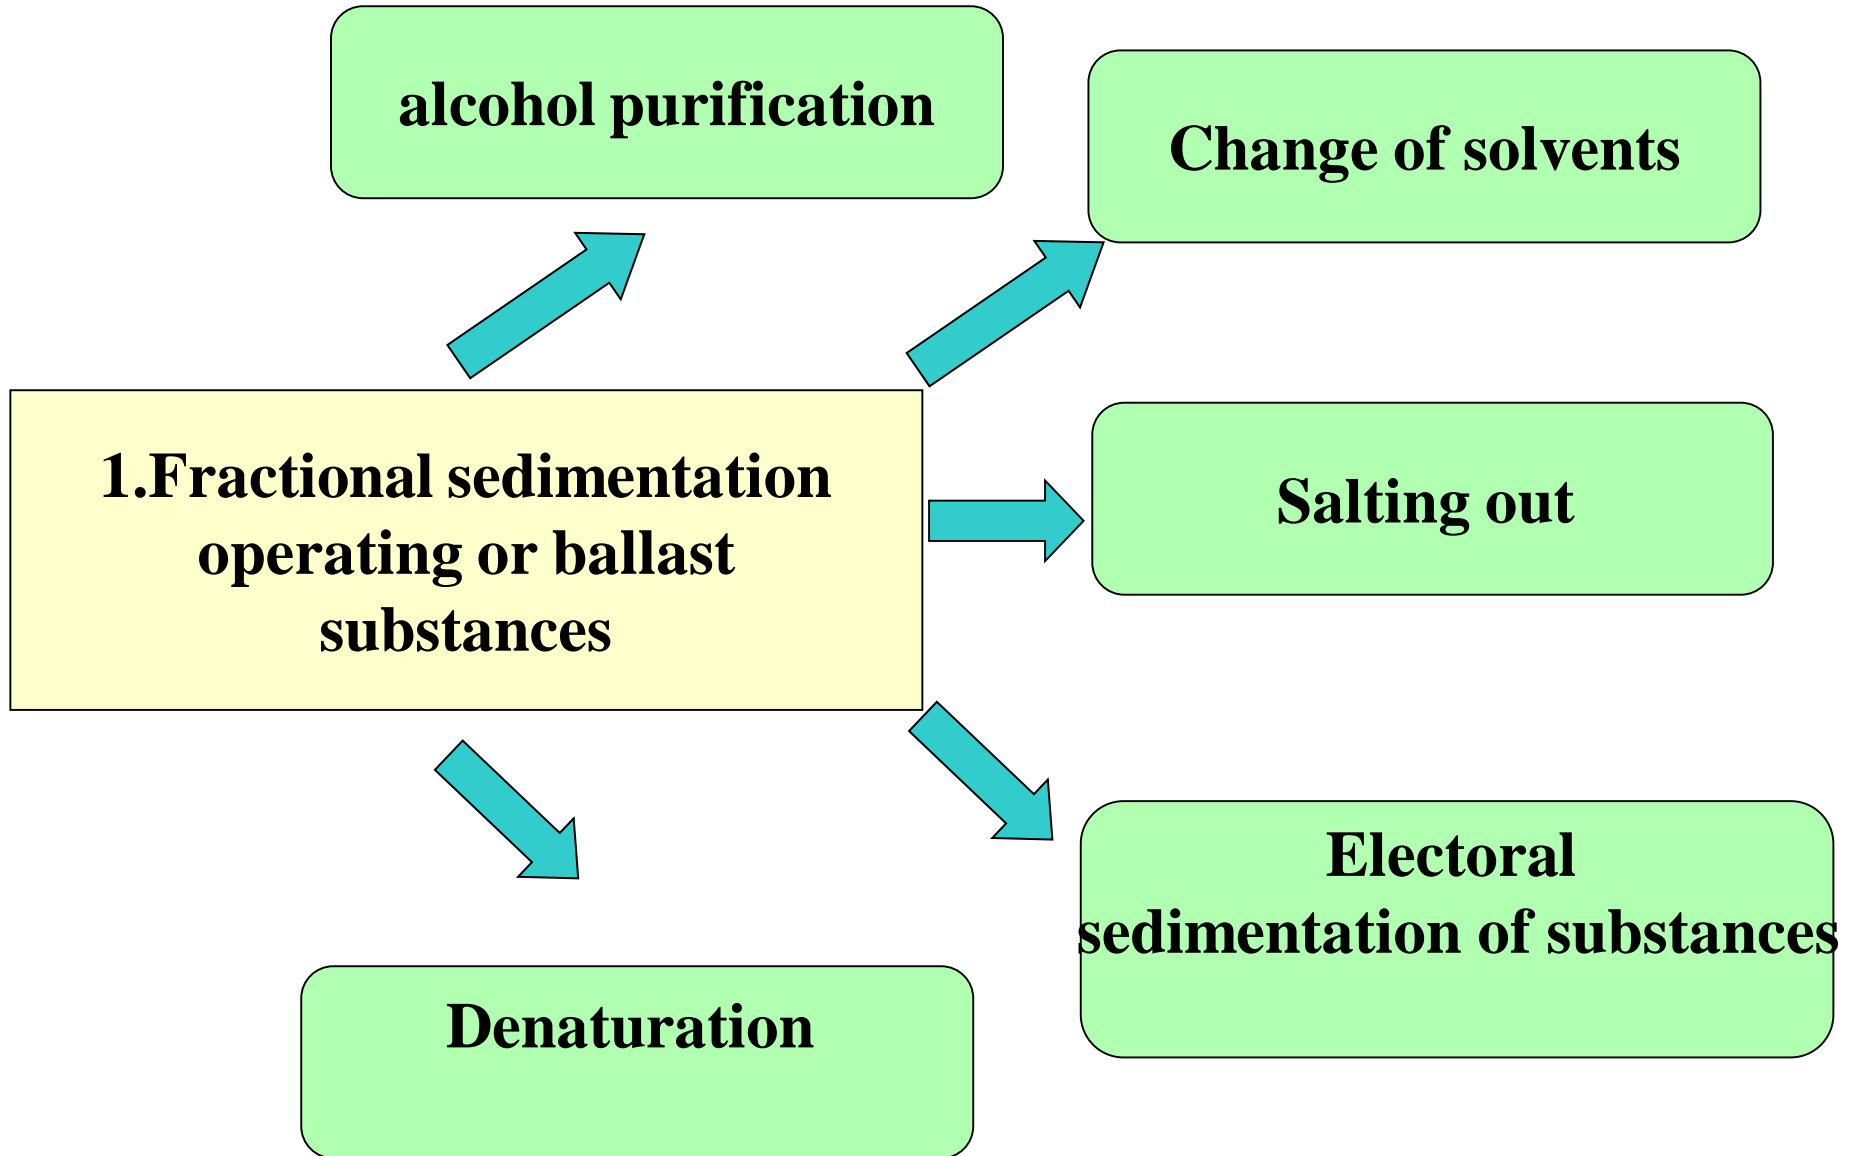 alcohol purification
Change of solvents
1.Fractional sedimentation
operating or ballast
substances
Salting out
Electoral
sedimentation of substances
Denaturation